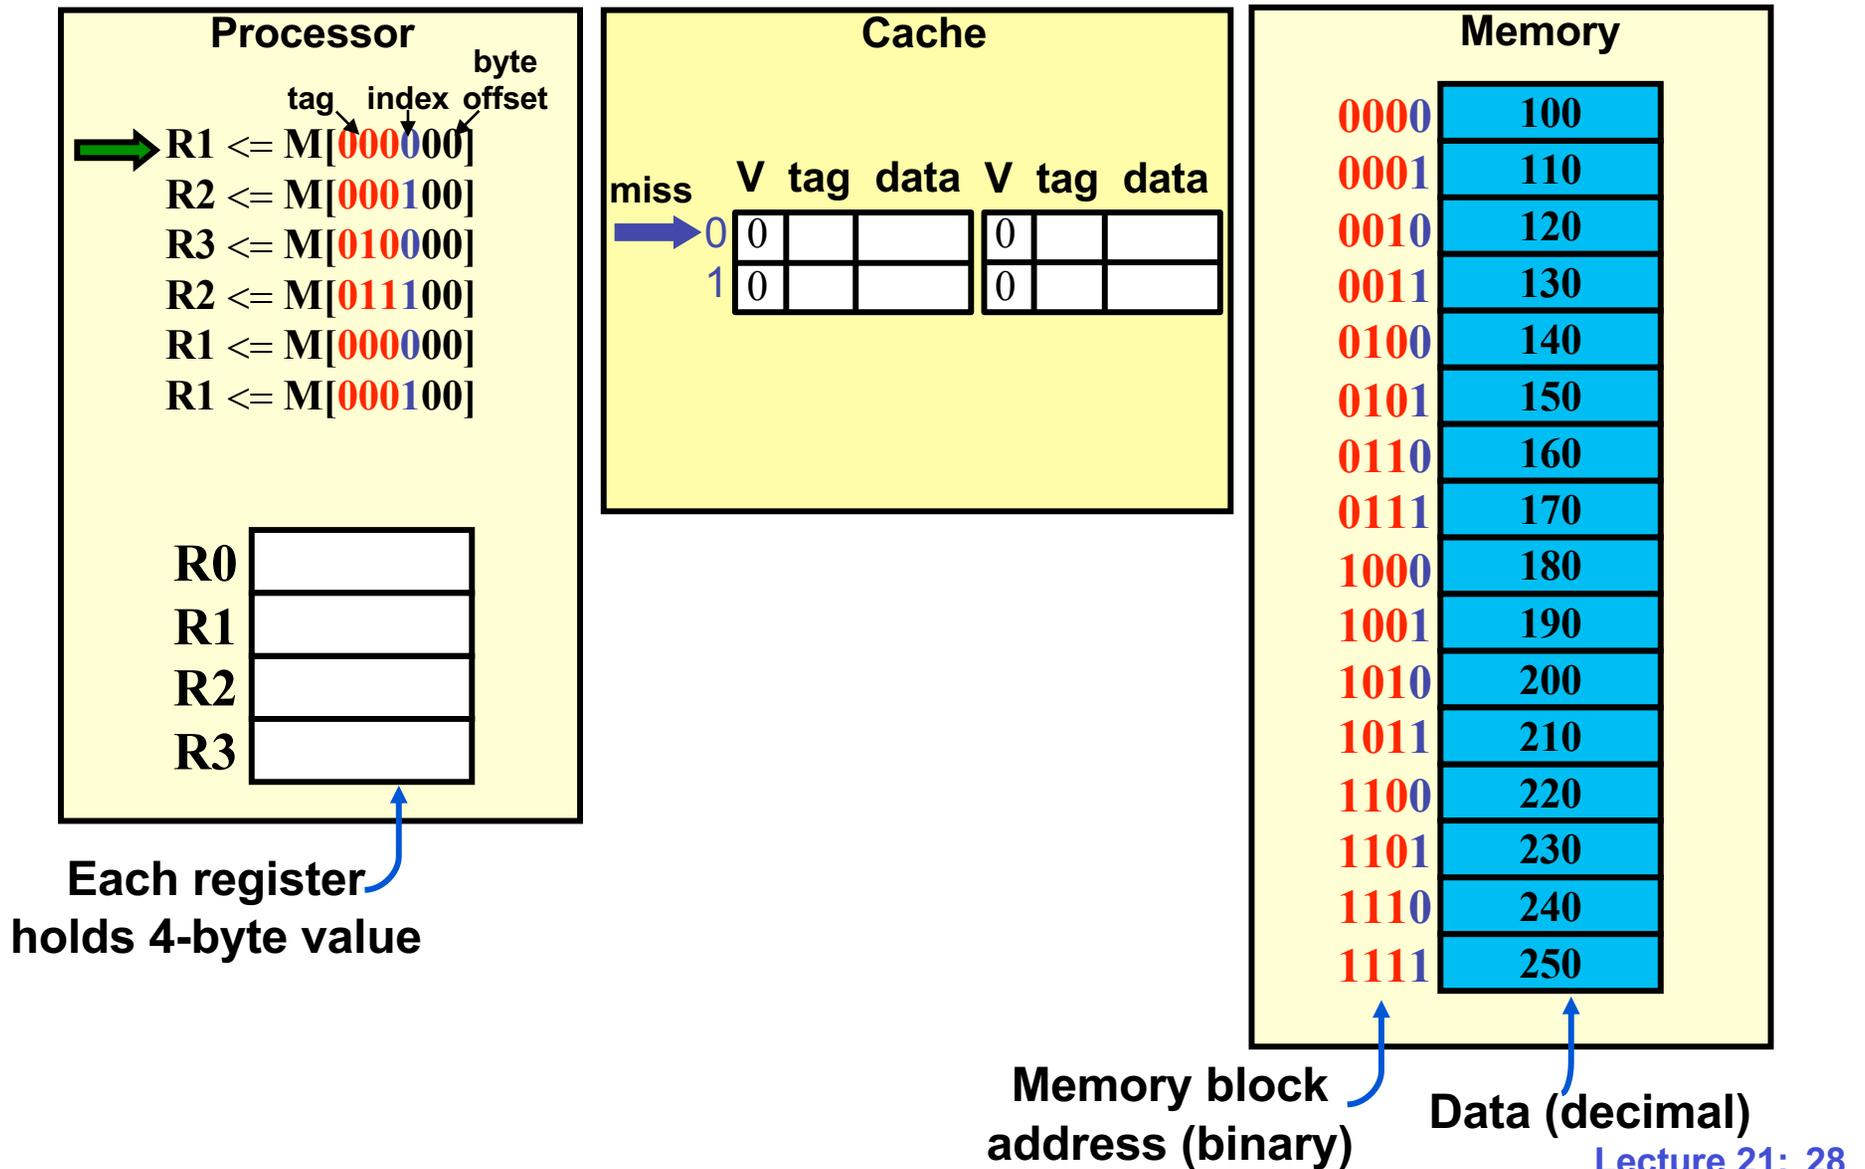 Processor
byte
tag index offset
R1 <= M[000000]
R2 <= M[000100]
R3 <= M[010000]
R2 <= M[011100]
R1 <= M[000000]
R1 <= M[000100]
R0
R1
R2
R3
Each register
holds 4-byte value
Cache
V tag data V tag data
miss
0 0 0
1 0 0
Memory
0000 100
0001 110
0010 120
0011 130
0100 140
0101 150
0110 160
0111 170
1000 180
1001 190
1010 200
1011 210
1100 220
1101 230
1110 240
1111 250
Memory block
address (binary)
Data (decimal)
Lecture 21: 28